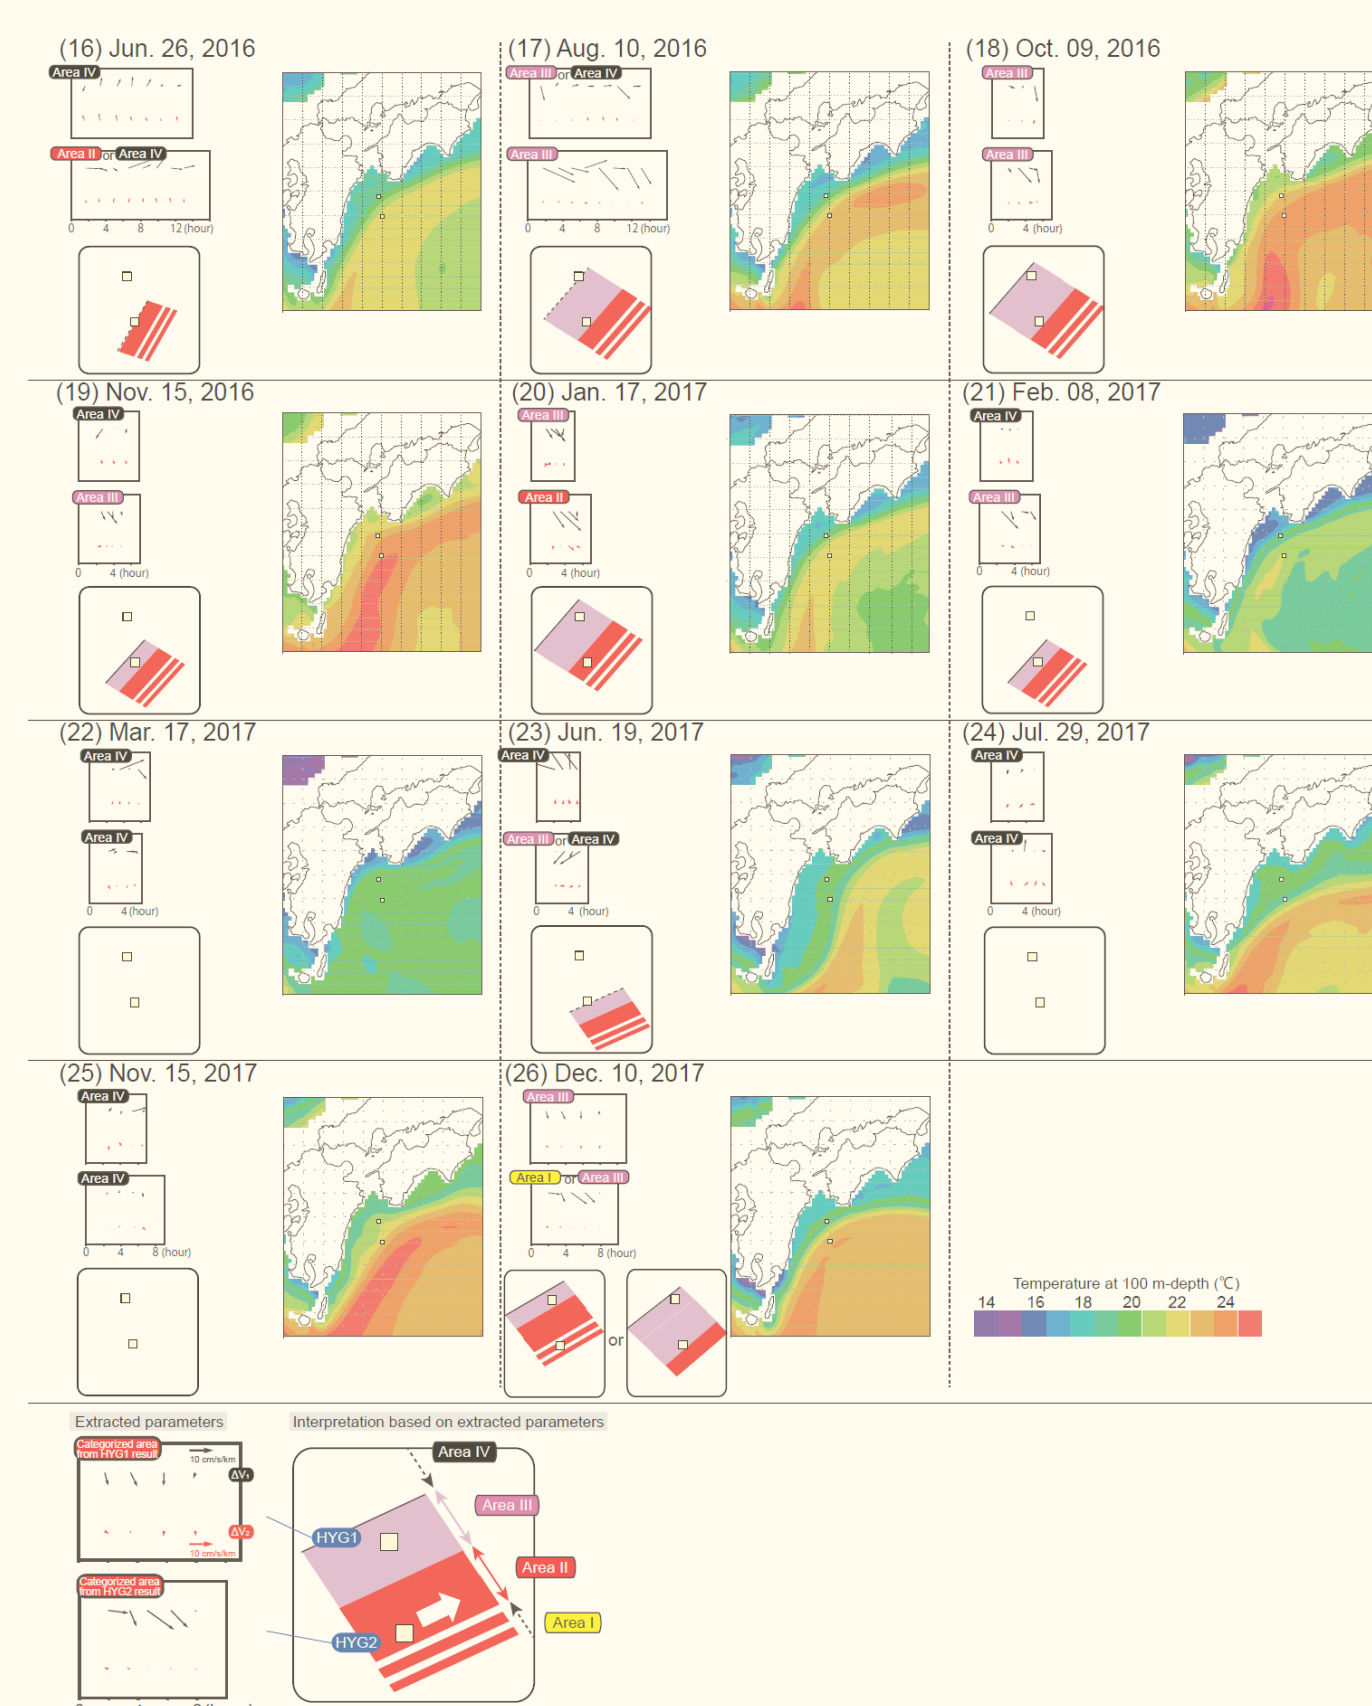 (16) Jun. 26, 2016
Area IV
Area II or Area IV
0 4 8 12 (hour)
(17) Aug. 10, 2016
Area III or Area IV
Area III
0 4 8 12 (hour)
(18) Oct. 09, 2016
Area III
Area III
0 4 (hour)
(19) Nov. 15, 2016
Area IV
Area III
0 4 (hour)
(20) Jan. 17, 2017
Area III
Area II
0 4 (hour)
(21) Feb. 08, 2017
Area IV
Area III
0 4 (hour)
(22) Mar. 17, 2017
Area IV
Area IV
0 4 (hour)
(23) Jun. 19, 2017
Area IV
Area III or Area IV
0 4 (hour)
(24) Jul. 29, 2017
Area IV
Area IV
0 4 (hour)
(25) Nov. 15, 2017
Area IV
Area IV
0 4 8 (hour)
(26) Dec. 10, 2017
Area III
Area I or Area III
0 4 8 (hour)
or
Temperature at 100 m-depth (℃)
14 16 18 20 22 24
Extracted parameters
Categorized area
from HYG1 result
10 cm/s/km
ΔV₁
ΔV₂
10 cm/s/km
Categorized area
from HYG2 result
Interpretation based on extracted parameters
Area IV
Area III
HYG1
Area II
Area I
HYG2